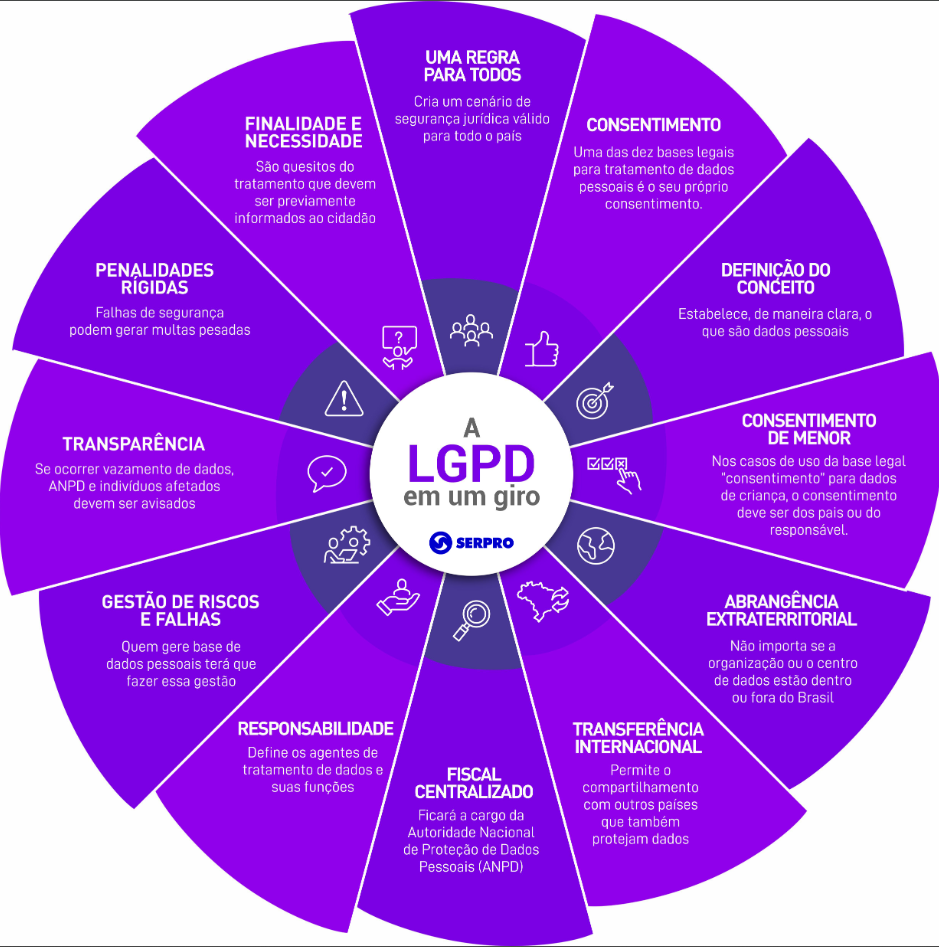 UMA REGRA
PARA TODOS
Cria um cenário de
segurança jurídica válido
para todo o país
CONSENTIMENTO
Uma das dez bases legais
para tratamento de dados
pessoais é o seu próprio
consentimento.
DEFINIÇÃO DO
CONCEITO
Estabelece, de maneira clara, o
que são dados pessoais
CONSENTIMENTO
DE MENOR
Nos casos de uso da base legal
"consentimento" para dados
de criança, o consentimento
deve ser dos pais ou do
responsável.
ABRANGÊNCIA
EXTRATERRITORIAL
Não importa se a
organização ou o centro
de dados estão dentro
ou fora do Brasil
TRANSFERÊNCIA
INTERNACIONAL
Permite o
compartilhamento
com outros países
que também
protejam dados
FISCAL
CENTRALIZADO
Ficará a cargo da
Autoridade Nacional
de Proteção de Dados
Pessoais (ANPD)
RESPONSABILIDADE
Define os agentes de
tratamento de dados e
suas funções
GESTÃO DE RISCOS
E FALHAS
Quem gere base de
dados pessoais terá que
fazer essa gestão
TRANSPARÊNCIA
Se ocorrer vazamento de dados,
ANPD e indivíduos afetados
devem ser avisados
PENALIDADES
RÍGIDAS
Falhas de segurança
podem gerar multas pesadas
FINALIDADE E
NECESSIDADE
São quesitos do
tratamento que devem
ser previamente
informados ao cidadão
A
LGPD
em um giro
SERPRO